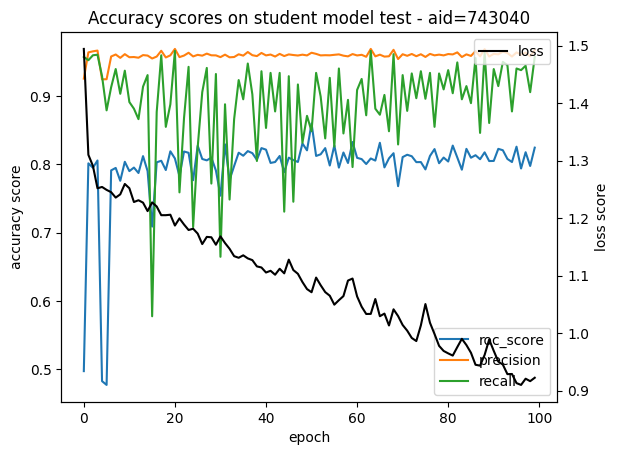 Accuracy scores on student model test - aid=743040
loss
accuracy score
0.9
0.8
0.7
0.6
0.5
1.5
1.4
1.3
1.2
1.1
1.0
0.9
loss score
roc_score
precision
recall
0
20
40
60
80
100
epoch